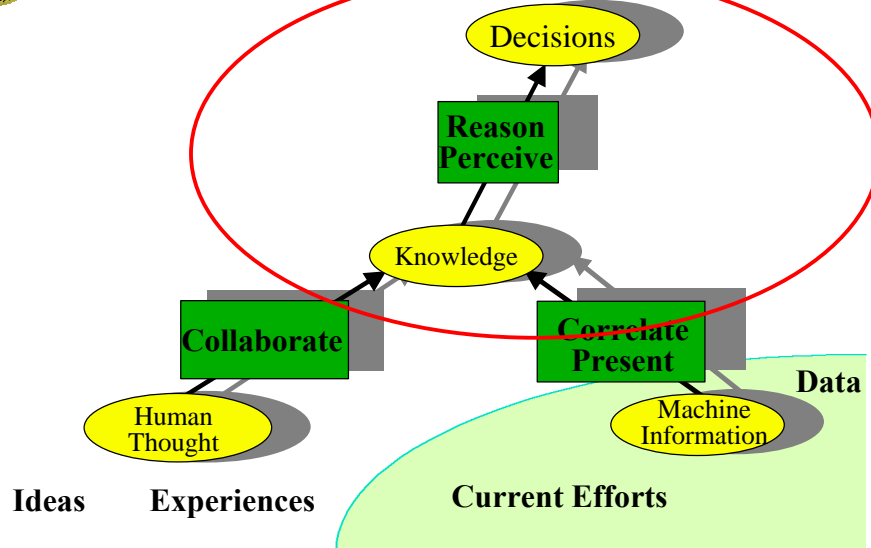 Decisions
Reason
Perceive
Knowledge
Collaborate
Correlate
Present
Data
Human
Thought
Machine
Information
Ideas
Experiences
Current Efforts